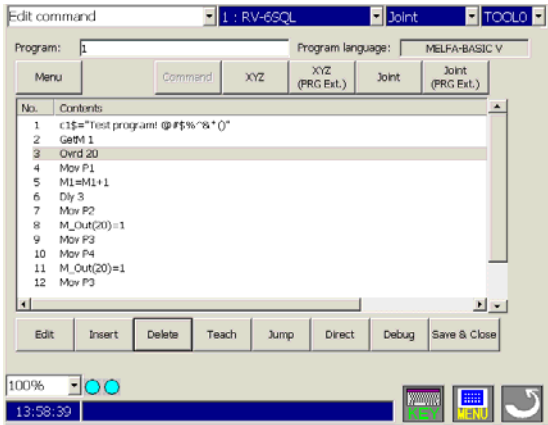 Edit command 1 : RV-6SQL Joint TOOL0
Program: 1 Program language: MELFA-BASIC V
Menu Command XYZ XYZ (PRG Ext.) Joint Joint (PRG Ext.)
No. Contents
1 c1$="Test program! @#$%^&*()"
2 GetM 1
3 Ovrd 20
4 Mov P1
5 M1=M1+1
6 Dly 3
7 Mov P2
8 M_Out(20)=1
9 Mov P3
10 Mov P4
11 M_Out(20)=1
12 Mov P3
Edit Insert Delete Teach Jump Direct Debug Save & Close
100%
13:58:39 KEY MENU